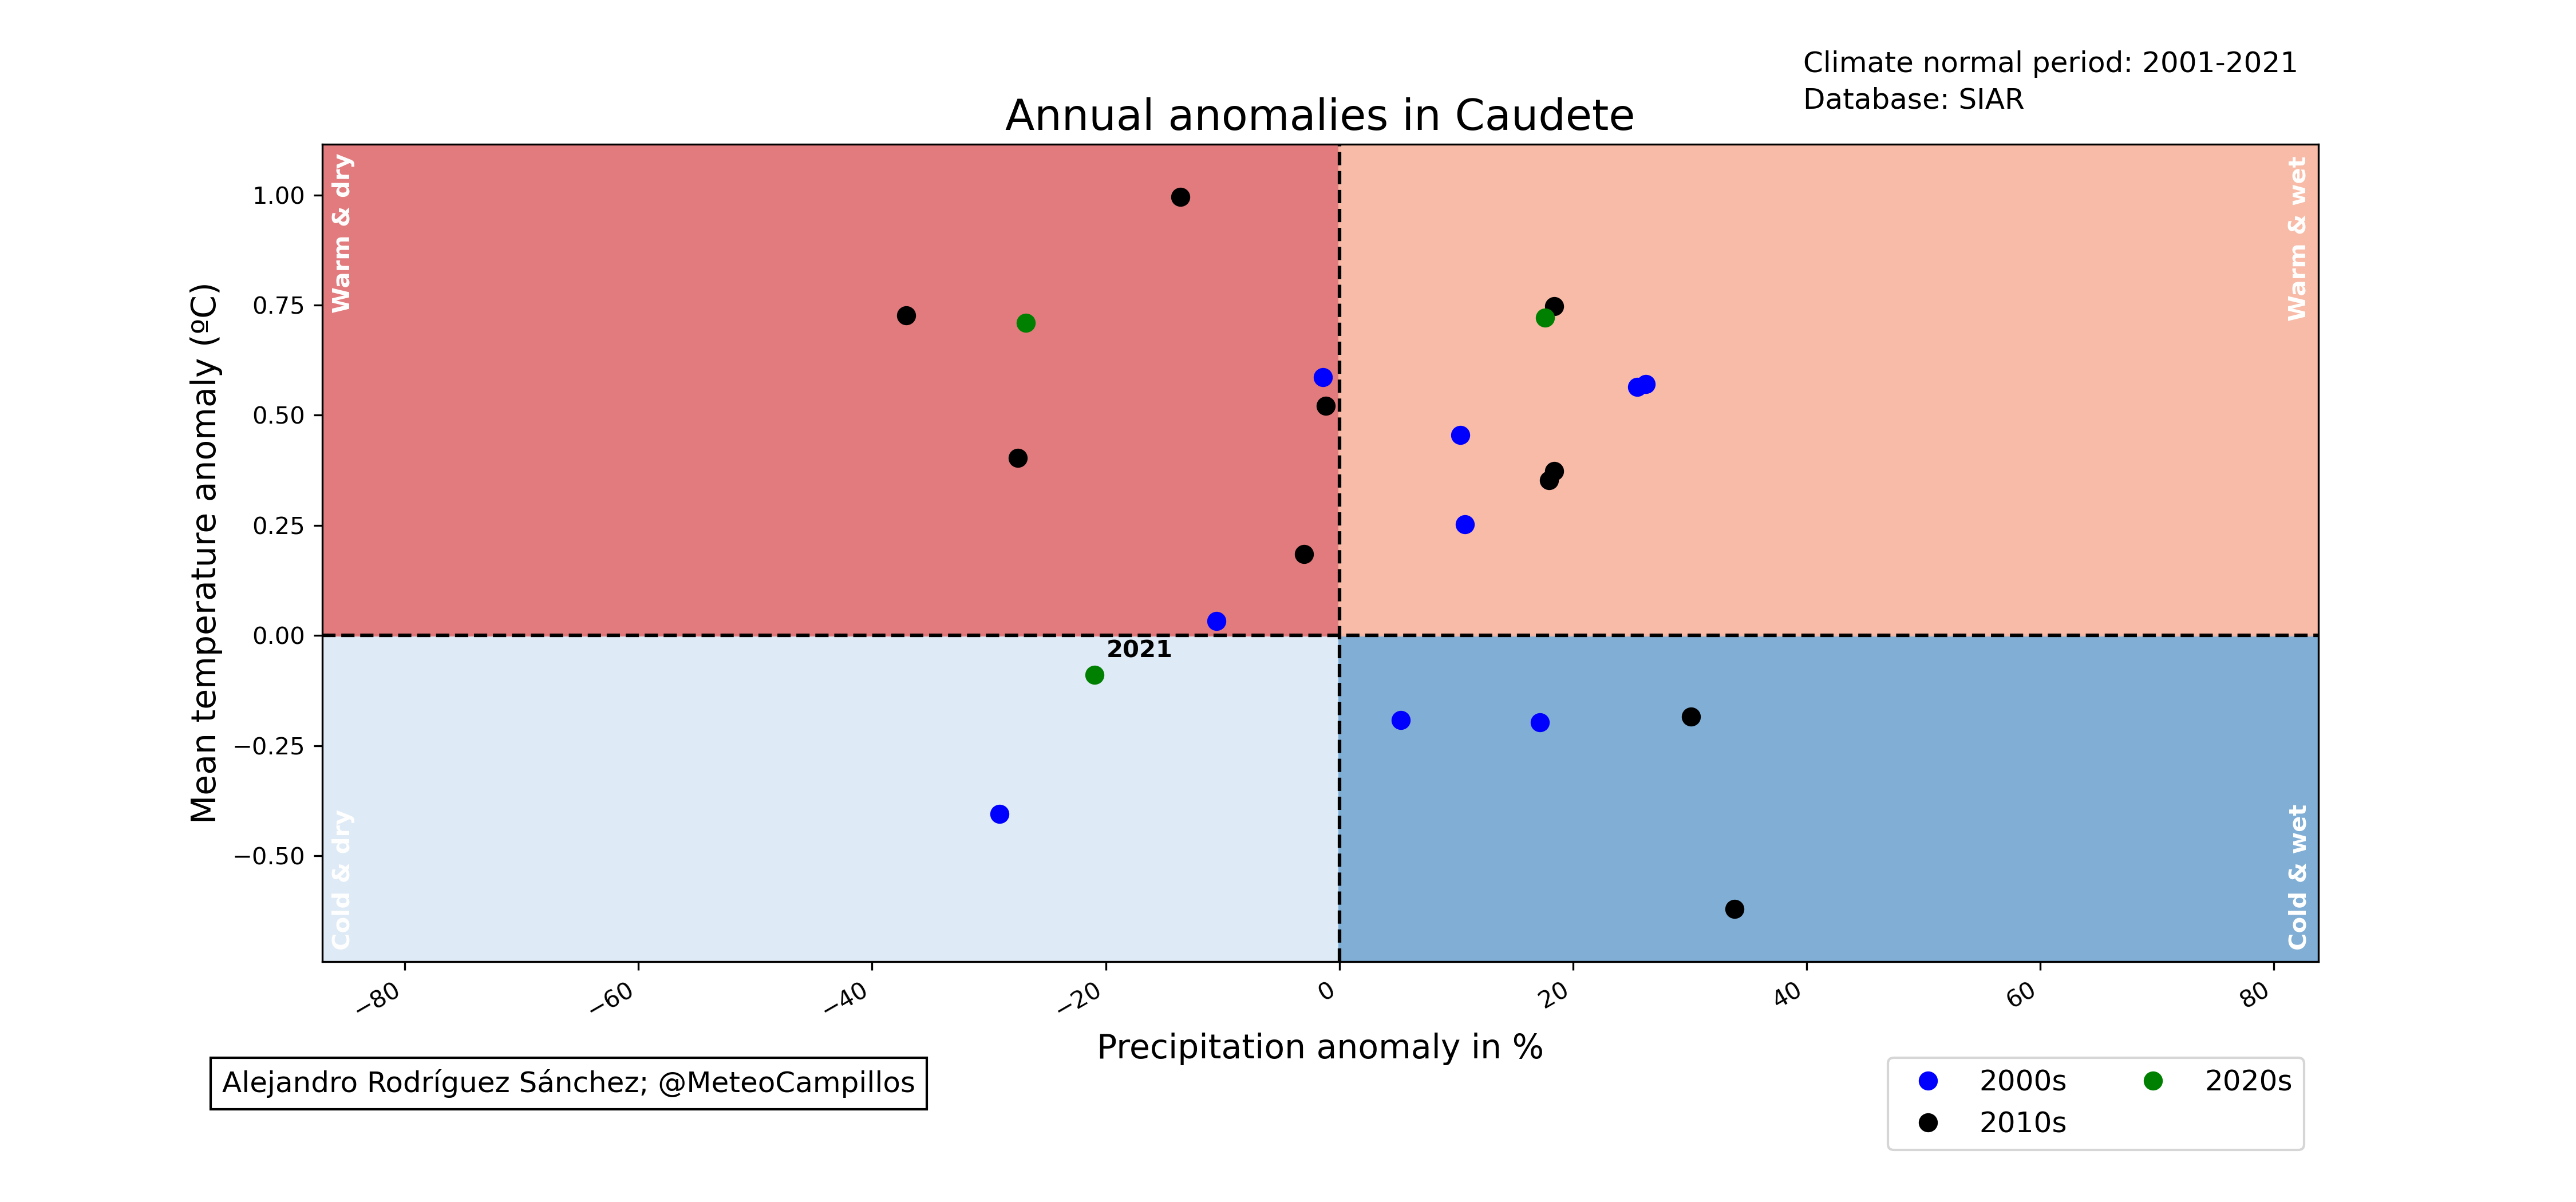 Climate normal period: 2001-2021
Database: SIAR
Annual anomalies in Caudete
Warm & dry
Warm & wet
Cold & dry
Cold & wet
Mean temperature anomaly (ºC)
1.00
0.75
0.50
0.25
0.00
−0.25
−0.50
2021
−80
−60
−40
−20
0
20
40
60
80
Precipitation anomaly in %
Alejandro Rodríguez Sánchez; @MeteoCampillos
2000s
2010s
2020s